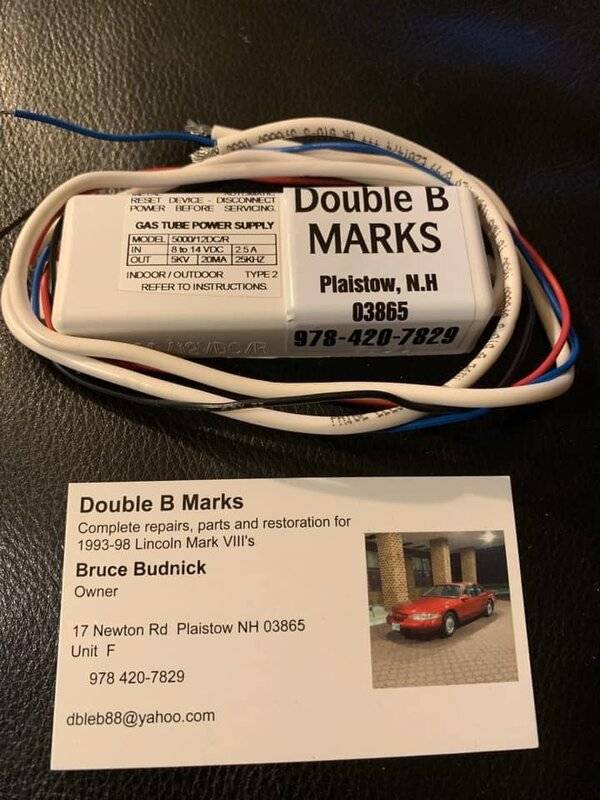 AUTOMATIC
RESET DEVICE - DISCONNECT
POWER BEFORE SERVICING.
GAS TUBE POWER SUPPLY
MODEL 5000/12DC/R
IN 8 to 14 VDC 2.5 A
OUT 5KV 20MA 25KHZ
INDOOR / OUTDOOR TYPE 2
REFER TO INSTRUCTIONS.
Double B
MARKS
Plaistow, N.H
03865
978-420-7829
Double B Marks
Complete repairs, parts and restoration for
1993-98 Lincoln Mark VIII's
Bruce Budnick
Owner
17 Newton Rd Plaistow NH 03865
Unit F
978 420-7829
dbleb88@yahoo.com